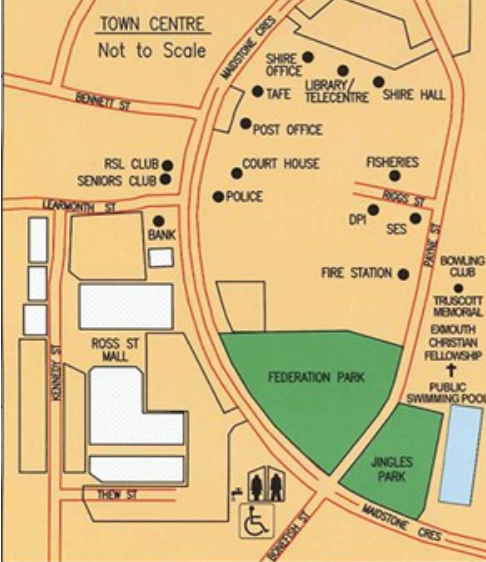 TOWN CENTRE
Not to Scale
MAIDSTONE CRES
SHIRE
OFFICE
LIBRARY/
TELECENTRE
SHIRE HALL
TAFE
BENNETT ST
POST OFFICE
RSL CLUB
SENIORS CLUB
COURT HOUSE
FISHERIES
POLICE
RIGGS ST
LEARMONTH ST
BANK
DPI
SES
PAYNE ST
FIRE STATION
BOWLING
CLUB
TRUSCOTT
MEMORIAL
EXMOUTH
CHRISTIAN
FELLOWSHIP
PUBLIC
SWIMMING POOL
ROSS ST
MALL
KENNEDY ST
FEDERATION PARK
JINGLES
PARK
THEW ST
BONEFISH ST
MAIDSTONE CRES